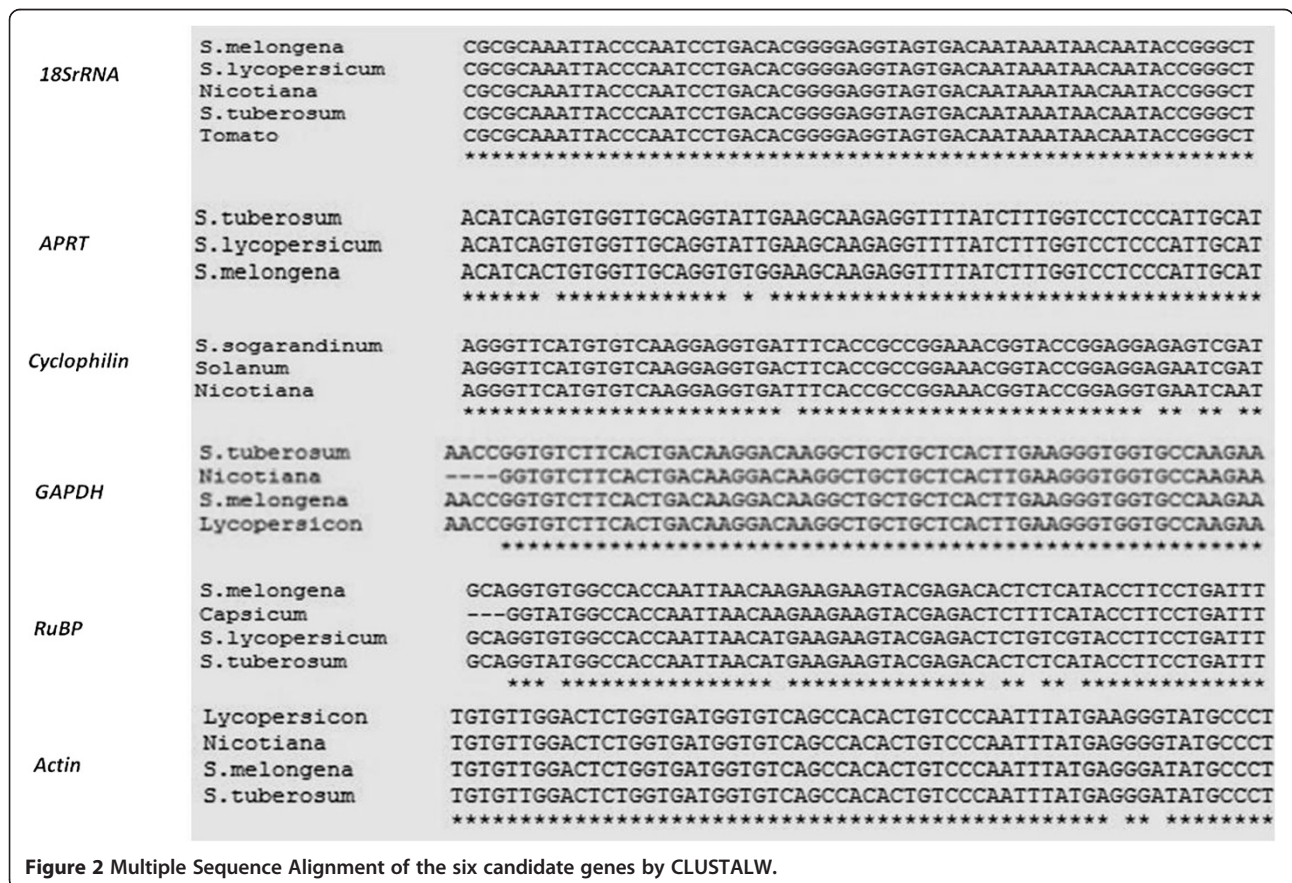 18SrRNA
S.melongena CGCGCAAATTACCCAATCCTGACACGGGGAGGTAGTGACAATAAATAACAATACCGGGCT
S.lycopersicum CGCGCAAATTACCCAATCCTGACACGGGGAGGTAGTGACAATAAATAACAATACCGGGCT
Nicotiana CGCGCAAATTACCCAATCCTGACACGGGGAGGTAGTGACAATAAATAACAATACCGGGCT
S.tuberosum CGCGCAAATTACCCAATCCTGACACGGGGAGGTAGTGACAATAAATAACAATACCGGGCT
Tomato CGCGCAAATTACCCAATCCTGACACGGGGAGGTAGTGACAATAAATAACAATACCGGGCT
************************************************************
APRT
S.tuberosum ACATCAGTGTGGTTGCAGGTATTGAAGCAAGAGGTTTTATCTTTGGTCCTCCCATTGCAT
S.lycopersicum ACATCAGTGTGGTTGCAGGTATTGAAGCAAGAGGTTTTATCTTTGGTCCTCCCATTGCAT
S.melongena ACATCACTGTGGTTGCAGGTGTGGAAGCAAGAGGTTTTATCTTTGGTCCTCCCATTGCAT
****** ************* * *************************************
Cyclophilin
S.sogarandinum AGGGTTCATGTGTCAAGGAGGTGATTTCACCGCCGGAAACGGTACCGGAGGAGAGTCGAT
Solanum AGGGTTCATGTGTCAAGGAGGTGACTTCACCGCCGGAAACGGTACCGGAGGAGAATCGAT
Nicotiana AGGGTTCATGTGTCAAGGAGGTGATTTCACCGCCGGAAACGGTACCGGAGGTGAATCAAT
************************ ************************** ** ** **
GAPDH
S.tuberosum AACCGGTGTCTTCACTGACAAGGACAAGGCTGCTGCTCACTTGAAGGGTGGTGCCAAGAA
Nicotiana ----GGTGTCTTCACTGACAAGGACAAGGCTGCTGCTCACTTGAAGGGTGGTGCCAAGAA
S.melongena AACCGGTGTCTTCACTGACAAGGACAAGGCTGCTGCTCACTTGAAGGGTGGTGCCAAGAA
Lycopersicon AACCGGTGTCTTCACTGACAAGGACAAGGCTGCTGCTCACTTGAAGGGTGGTGCCAAGAA
********************************************************
RuBP
S.melongena GCAGGTGTGGCCACCAATTAACAAGAAGAAGTACGAGACACTCTCATACCTTCCTGATTT
Capsicum ---GGTATGGCCACCAATTAACAAGAAGAAGTACGAGACTCTTTCATACCTTCCTGATTT
S.lycopersicum GCAGGTGTGGCCACCAATTAACATGAAGAAGTACGAGACTCTGTCGTACCTTCCTGATTT
S.tuberosum GCAGGTATGGCCACCAATTAACATGAAGAAGTACGAGACACTCTCATACCTTCCTGATTT
*** **************** *************** ** ** **************
Actin
Lycopersicon TGTGTTGGACTCTGGTGATGGTGTCAGCCACACTGTCCCAATTTATGAAGGGTATGCCCT
Nicotiana TGTGTTGGACTCTGGTGATGGTGTCAGCCACACTGTCCCAATTTATGAGGGGTATGCCCT
S.melongena TGTGTTGGACTCTGGTGATGGTGTCAGCCACACTGTCCCAATTTATGAGGGATATGCCCT
S.tuberosum TGTGTTGGACTCTGGTGATGGTGTCAGCCACACTGTCCCAATTTATGAGGGATATGCCCT
************************************************ ** ********
Figure 2 Multiple Sequence Alignment of the six candidate genes by CLUSTALW.